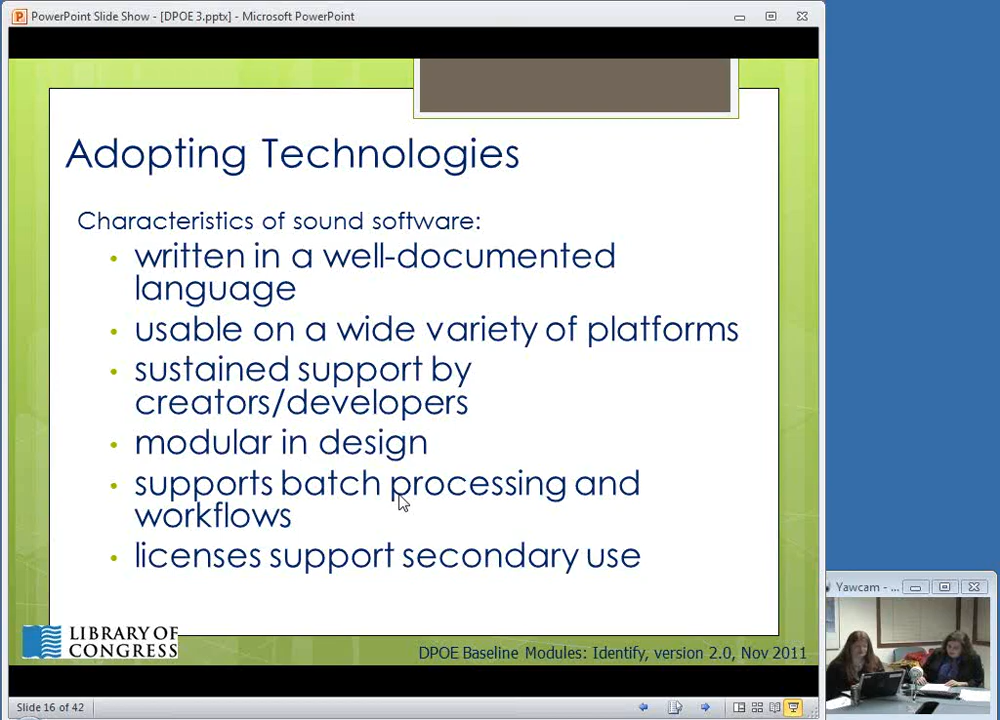 PowerPoint Slide Show - [DPOE 3.pptx] - Microsoft PowerPoint
Adopting Technologies
Characteristics of sound software:
• written in a well-documented
language
• usable on a wide variety of platforms
• sustained support by
creators/developers
• modular in design
• supports batch processing and
workflows
• licenses support secondary use
LIBRARY OF
CONGRESS
DPOE Baseline Modules: Identify, version 2.0, Nov 2011
Slide 16 of 42
Yawcam - ...